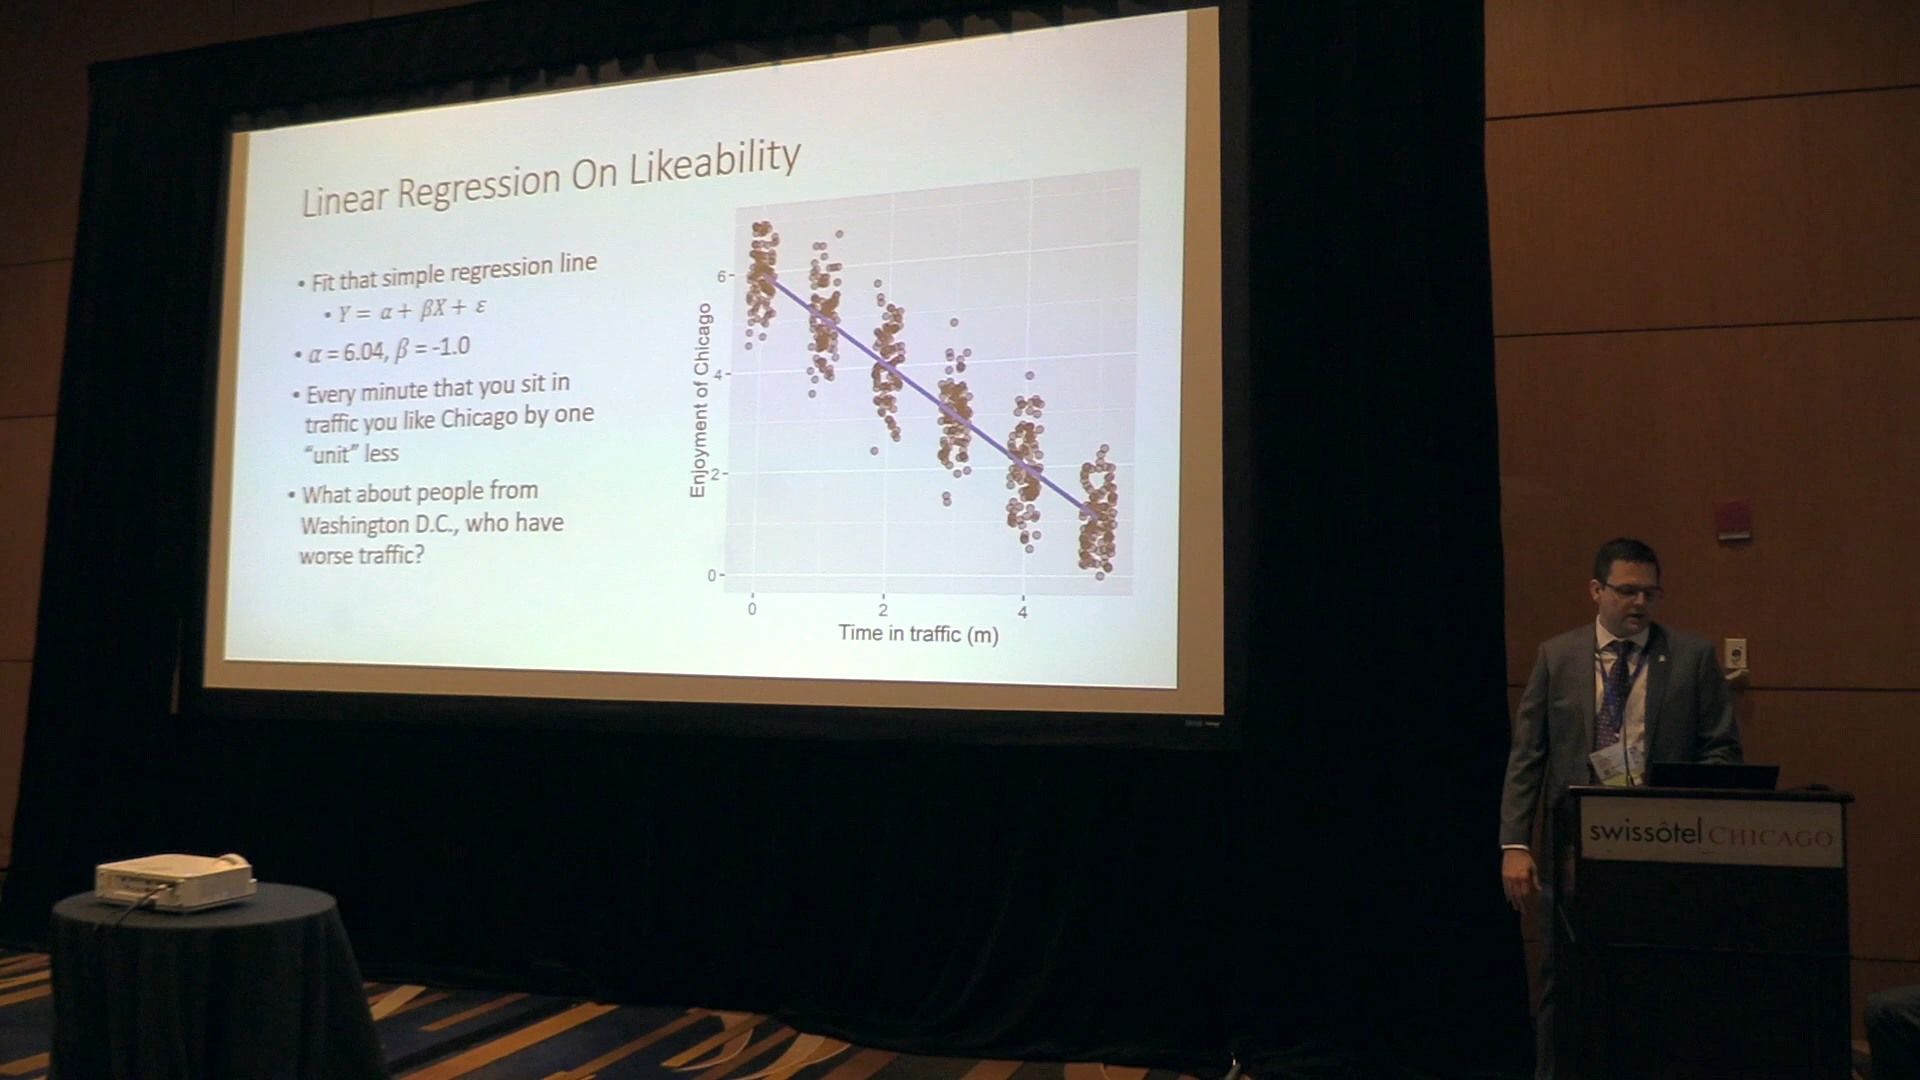 Linear Regression On Likeability
• Fit that simple regression line
• Y = α + βX + ε
• α = 6.04, β = -1.0
• Every minute that you sit in
traffic you like Chicago by one
“unit” less
• What about people from
Washington D.C., who have
worse traffic?
Enjoyment of Chicago
6
4
2
0
0 2 4
Time in traffic (m)
swissôtel CHICAGO